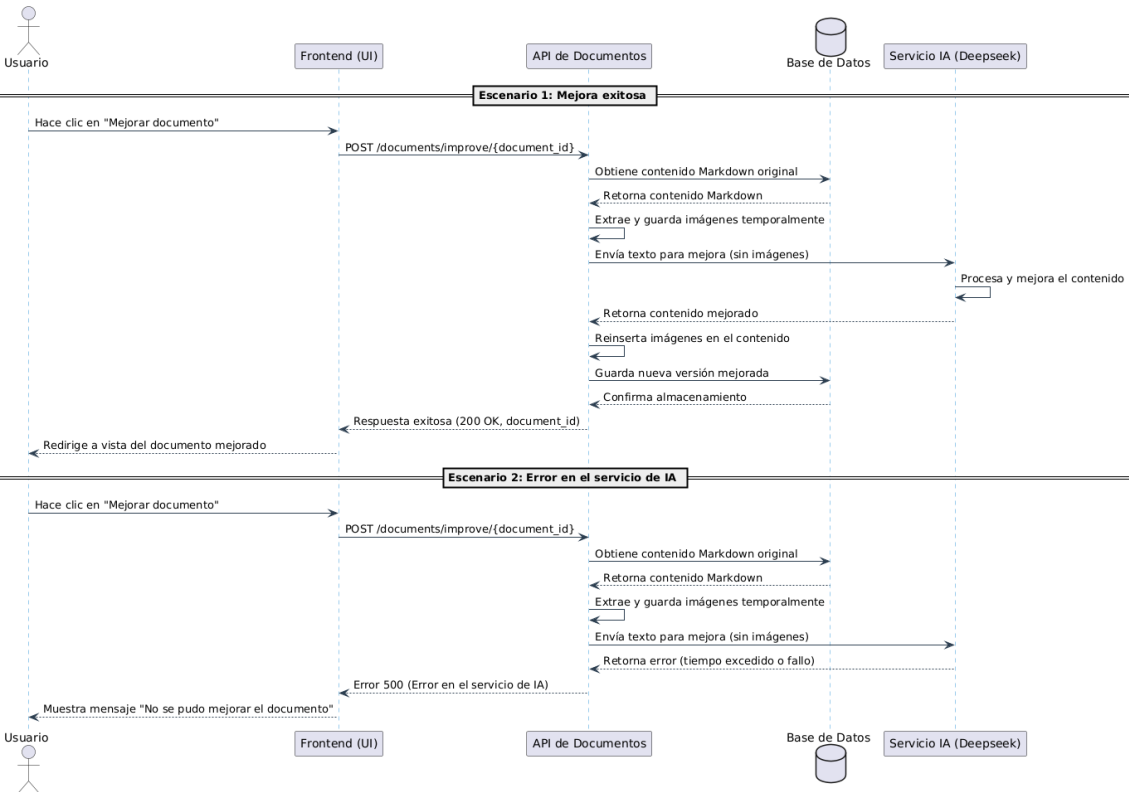 Usuario
Frontend (UI)
API de Documentos
Base de Datos
Servicio IA (Deepseek)
Escenario 1: Mejora exitosa
Hace clic en "Mejorar documento"
POST /documents/improve/{document_id}
Obtiene contenido Markdown original
Retorna contenido Markdown
Extrae y guarda imágenes temporalmente
Envía texto para mejora (sin imágenes)
Procesa y mejora el contenido
Retorna contenido mejorado
Reinserta imágenes en el contenido
Guarda nueva versión mejorada
Confirma almacenamiento
Respuesta exitosa (200 OK, document_id)
Redirige a vista del documento mejorado
Escenario 2: Error en el servicio de IA
Hace clic en "Mejorar documento"
POST /documents/improve/{document_id}
Obtiene contenido Markdown original
Retorna contenido Markdown
Extrae y guarda imágenes temporalmente
Envía texto para mejora (sin imágenes)
Retorna error (tiempo excedido o fallo)
Error 500 (Error en el servicio de IA)
Muestra mensaje "No se pudo mejorar el documento"
Usuario
Frontend (UI)
API de Documentos
Base de Datos
Servicio IA (Deepseek)